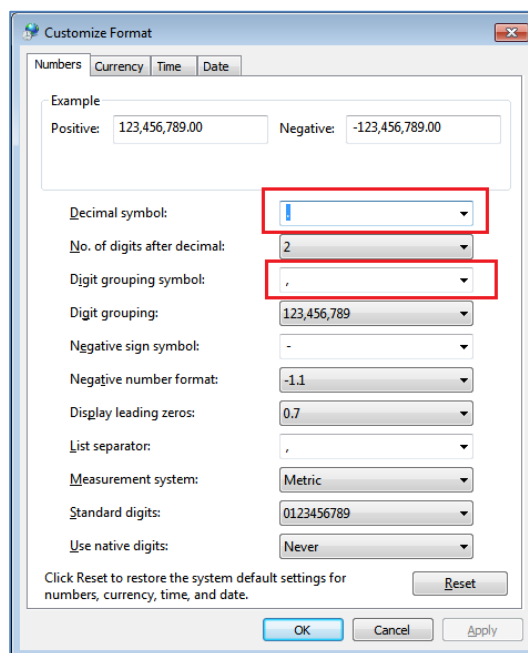 Customize Format
Numbers Currency Time Date
Example
Positive: 123,456,789.00 Negative: -123,456,789.00
Decimal symbol: .
No. of digits after decimal: 2
Digit grouping symbol: ,
Digit grouping: 123,456,789
Negative sign symbol: -
Negative number format: -1.1
Display leading zeros: 0.7
List separator: ,
Measurement system: Metric
Standard digits: 0123456789
Use native digits: Never
Click Reset to restore the system default settings for
numbers, currency, time, and date.
Reset
OK Cancel Apply